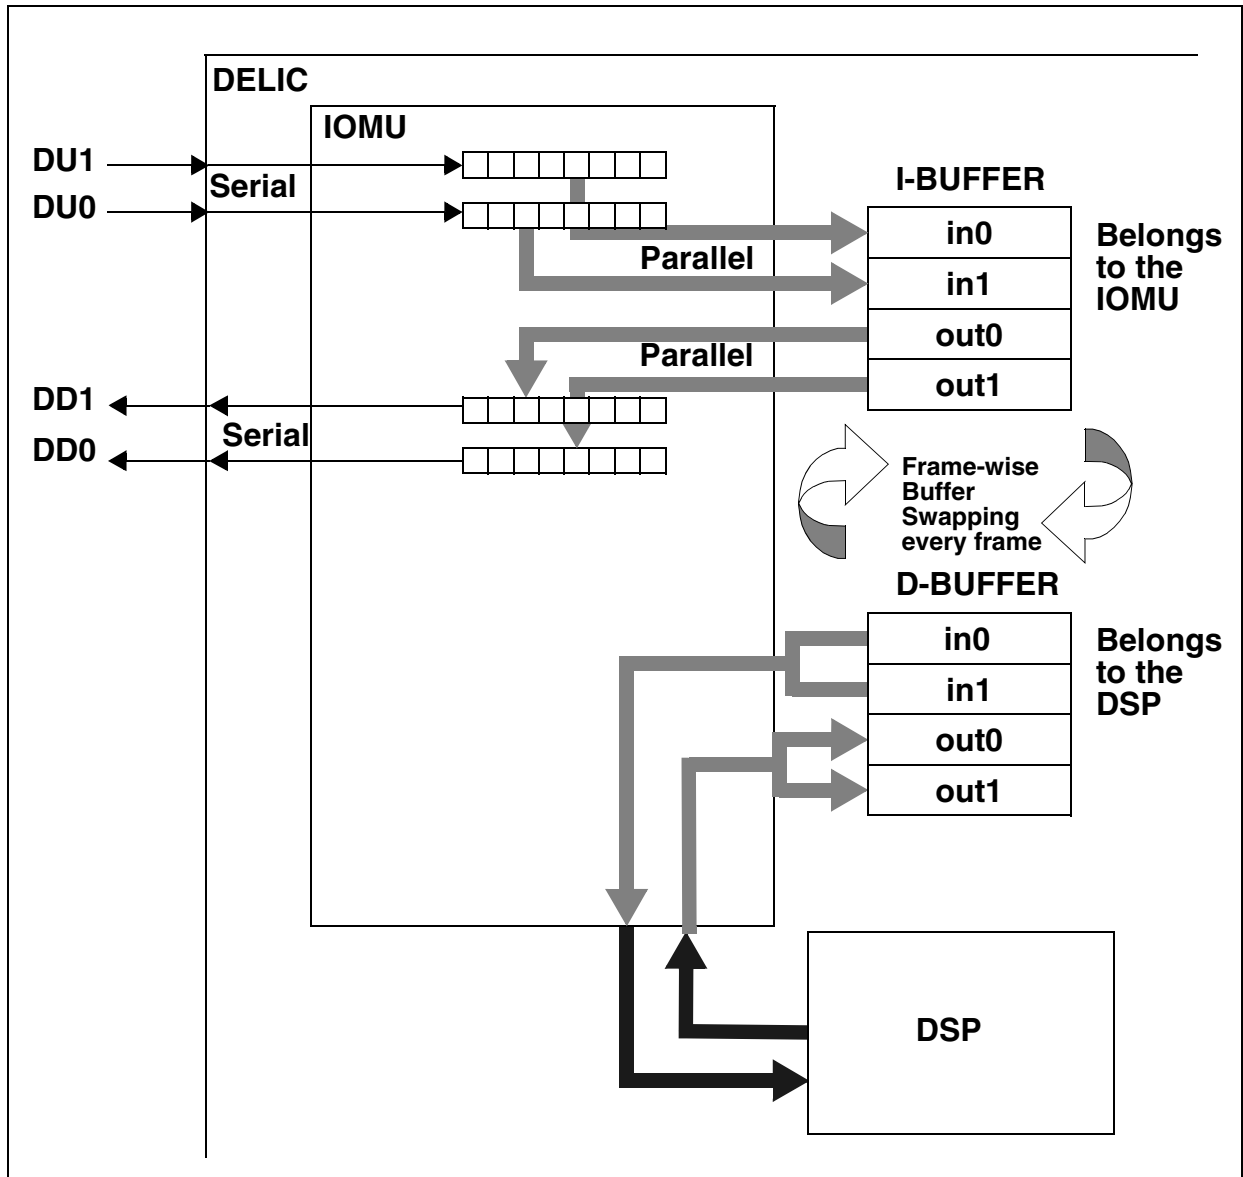 DELIC
IOMU
DU1
Serial
DU0
I-BUFFER
in0
Parallel
in1
out0
Parallel
out1
Belongs
to the
IOMU
DD1
Serial
DD0
Frame-wise
Buffer
Swapping
every frame
D-BUFFER
in0
in1
out0
out1
Belongs
to the
DSP
DSP